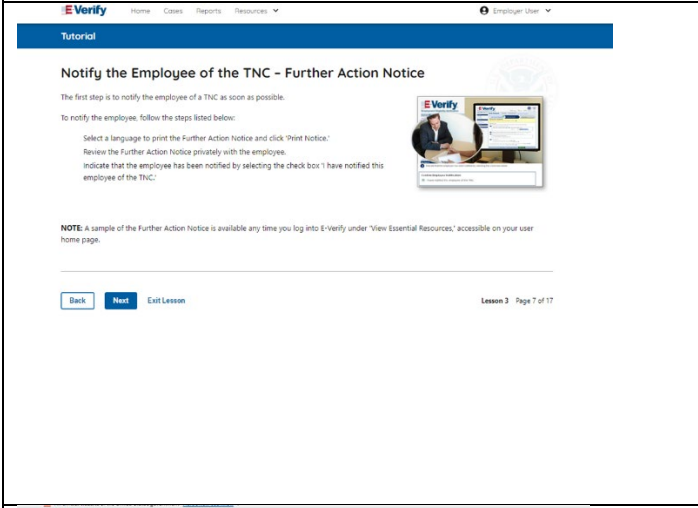 E-Verify Home Cases Reports Resources Employer User
Tutorial
Notify the Employee of the TNC – Further Action Notice
The first step is to notify the employee of a TNC as soon as possible.
To notify the employee, follow the steps listed below:
Select a language to print the Further Action Notice and click 'Print Notice.'
Review the Further Action Notice privately with the employee.
Indicate that the employee has been notified by selecting the check box 'I have notified this
employee of the TNC.'
E-Verify
NOTE: A sample of the Further Action Notice is available any time you log into E-Verify under 'View Essential Resources,' accessible on your user
home page.
Back Next Exit Lesson Lesson 3 Page 7 of 17